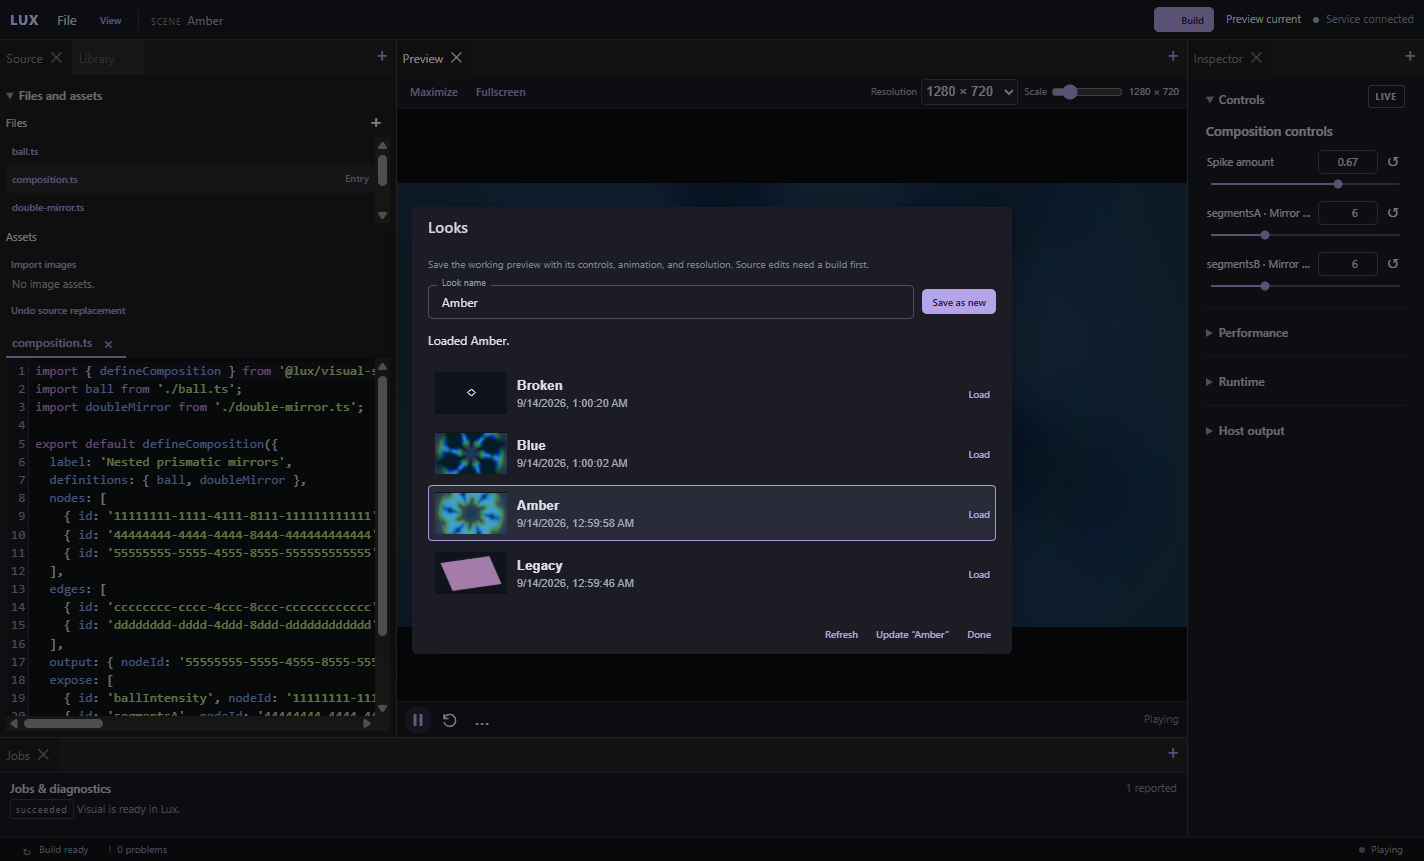 LUX File View SCENE Amber Build Preview current Service connected
Source Library
Preview
Inspector
Files and assets
Files
ball.ts
composition.ts Entry
double-mirror.ts
Assets
Import images
No image assets.
Undo source replacement
composition.ts
1 import { defineComposition } from '@lux/visual-s
2 import ball from './ball.ts';
3 import doubleMirror from './double-mirror.ts';
4
5 export default defineComposition({
6 label: 'Nested prismatic mirrors',
7 definitions: { ball, doubleMirror },
8 nodes: [
9 { id: '11111111-1111-4111-8111-111111111111'
10 { id: '44444444-4444-4444-8444-444444444444'
11 { id: '55555555-5555-4555-8555-555555555555'
12 ],
13 edges: [
14 { id: 'cccccccc-cccc-4ccc-8ccc-cccccccccccc'
15 { id: 'dddddddd-dddd-4ddd-8ddd-dddddddddddd'
16 ],
17 output: { nodeId: '55555555-5555-4555-8555-555
18 expose: [
19 { id: 'ballIntensity', nodeId: '11111111-111
20 { id: 'segmentsA', nodeId: '44444444-4444-44
Maximize Fullscreen Resolution 1280 × 720 Scale 1280 × 720
Looks
Save the working preview with its controls, animation, and resolution. Source edits need a build first.
Look name
Amber
Save as new
Loaded Amber.
Broken
9/14/2026, 1:00:20 AM
Load
Blue
9/14/2026, 1:00:02 AM
Load
Amber
9/14/2026, 12:59:58 AM
Load
Legacy
9/14/2026, 12:59:46 AM
Load
Refresh Update “Amber” Done
... Playing
Controls LIVE
Composition controls
Spike amount 0.67
segmentsA · Mirror ... 6
segmentsB · Mirror ... 6
Performance
Runtime
Host output
Jobs
Jobs & diagnostics 1 reported
succeeded Visual is ready in Lux.
Build ready ! 0 problems Playing